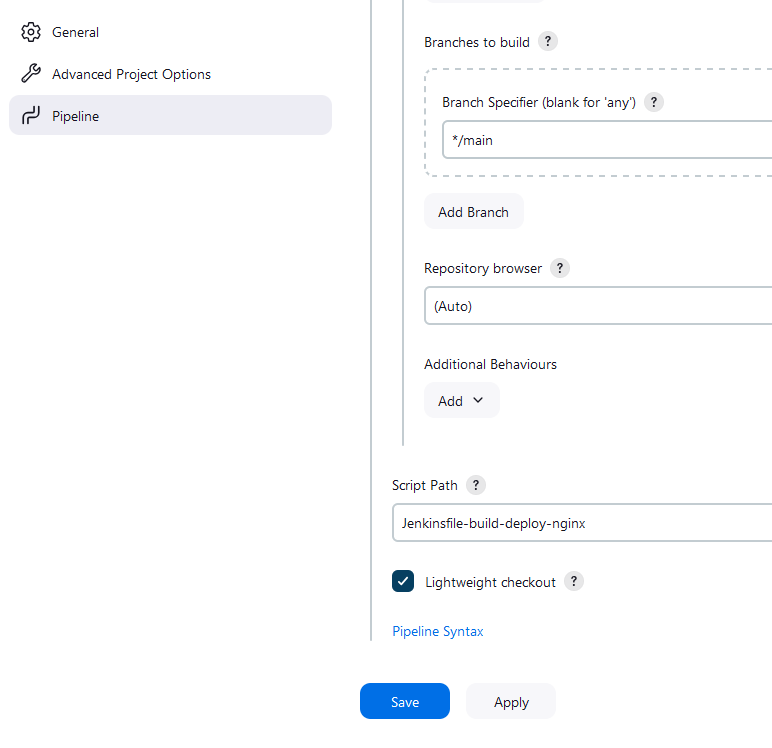 General
Advanced Project Options
Pipeline
Branches to build ?
Branch Specifier (blank for 'any') ?
*/main
Add Branch
Repository browser ?
(Auto)
Additional Behaviours
Add
Script Path ?
Jenkinsfile-build-deploy-nginx
Lightweight checkout ?
Pipeline Syntax
Save Apply